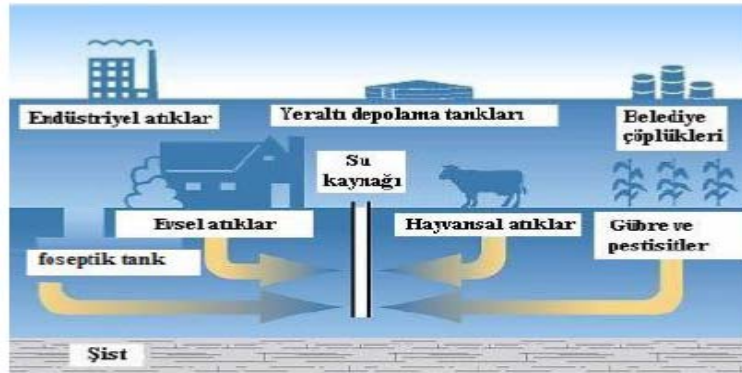 Endüstriyel atıklar
Yeraltı depolama tankları
Belediye
çöplükleri
Su
kaynağı
Evsel atıklar
Hayvansal atıklar
Gübre ve
pestisitler
foseptik tank
Şist